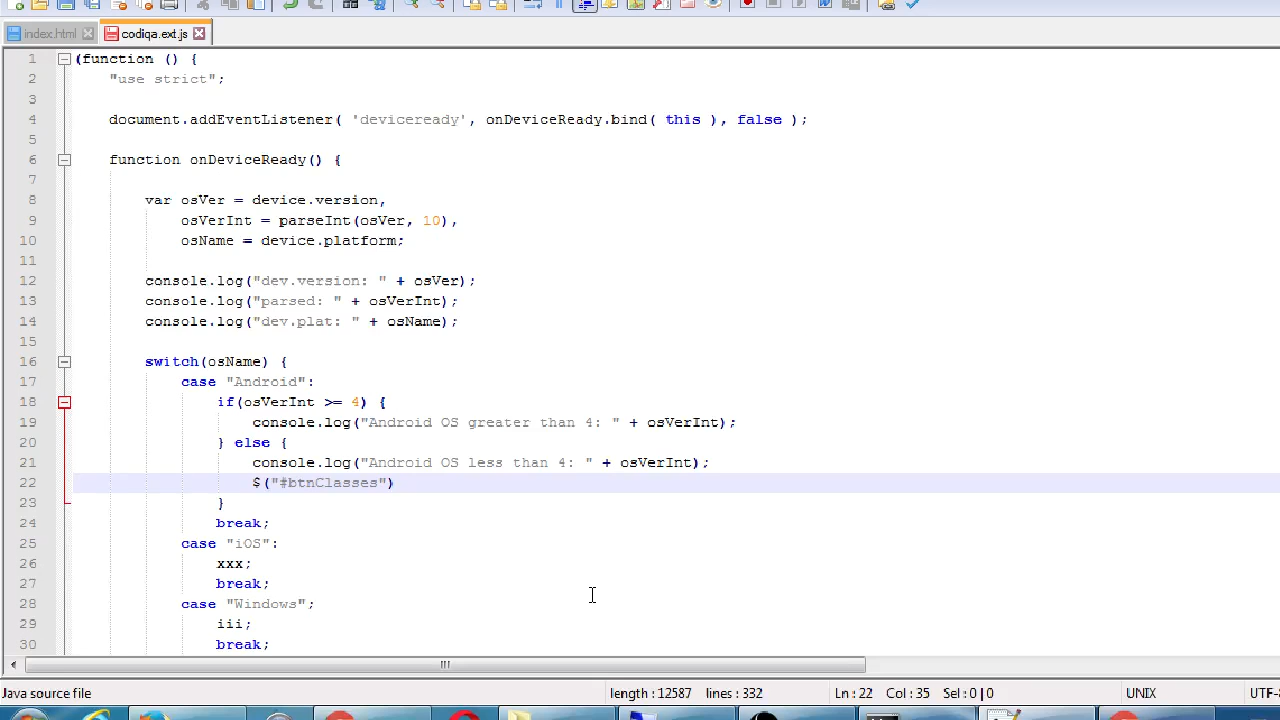 index.html codiqa.ext.js
1 (function () {
2 "use strict";
3
4 document.addEventListener( 'deviceready', onDeviceReady.bind( this ), false );
5
6 function onDeviceReady() {
7
8 var osVer = device.version,
9 osVerInt = parseInt(osVer, 10),
10 osName = device.platform;
11
12 console.log("dev.version: " + osVer);
13 console.log("parsed: " + osVerInt);
14 console.log("dev.plat: " + osName);
15
16 switch(osName) {
17 case "Android":
18 if(osVerInt >= 4) {
19 console.log("Android OS greater than 4: " + osVerInt);
20 } else {
21 console.log("Android OS less than 4: " + osVerInt);
22 $("#btnClasses")
23 }
24 break;
25 case "iOS":
26 xxx;
27 break;
28 case "Windows";
29 iii;
30 break;
Java source file length : 12587 lines : 332 Ln : 22 Col : 35 Sel : 0 | 0 UNIX UTF-8